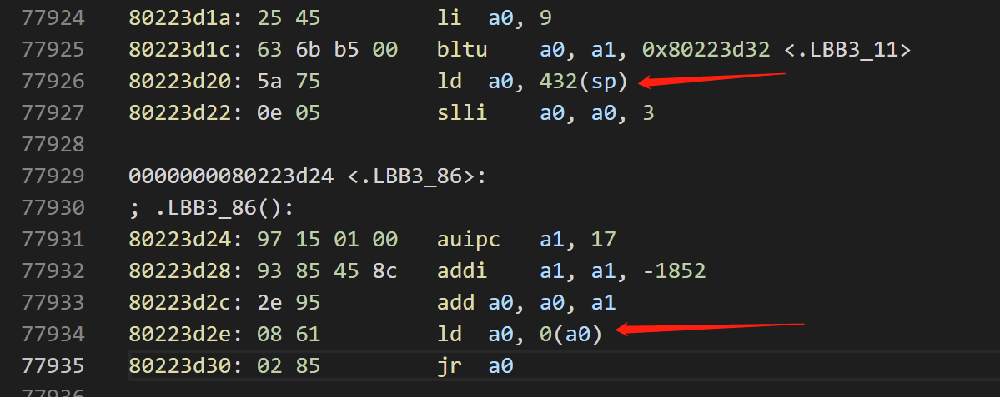 77924 80223d1a: 25 45 li a0, 9
77925 80223d1c: 63 6b b5 00 bltu a0, a1, 0x80223d32 <.LBB3_11>
77926 80223d20: 5a 75 ld a0, 432(sp)
77927 80223d22: 0e 05 slli a0, a0, 3
77928
77929 0000000080223d24 <.LBB3_86>:
77930 ; .LBB3_86():
77931 80223d24: 97 15 01 00 auipc a1, 17
77932 80223d28: 93 85 45 8c addi a1, a1, -1852
77933 80223d2c: 2e 95 add a0, a0, a1
77934 80223d2e: 08 61 ld a0, 0(a0)
77935 80223d30: 02 85 jr a0
77936